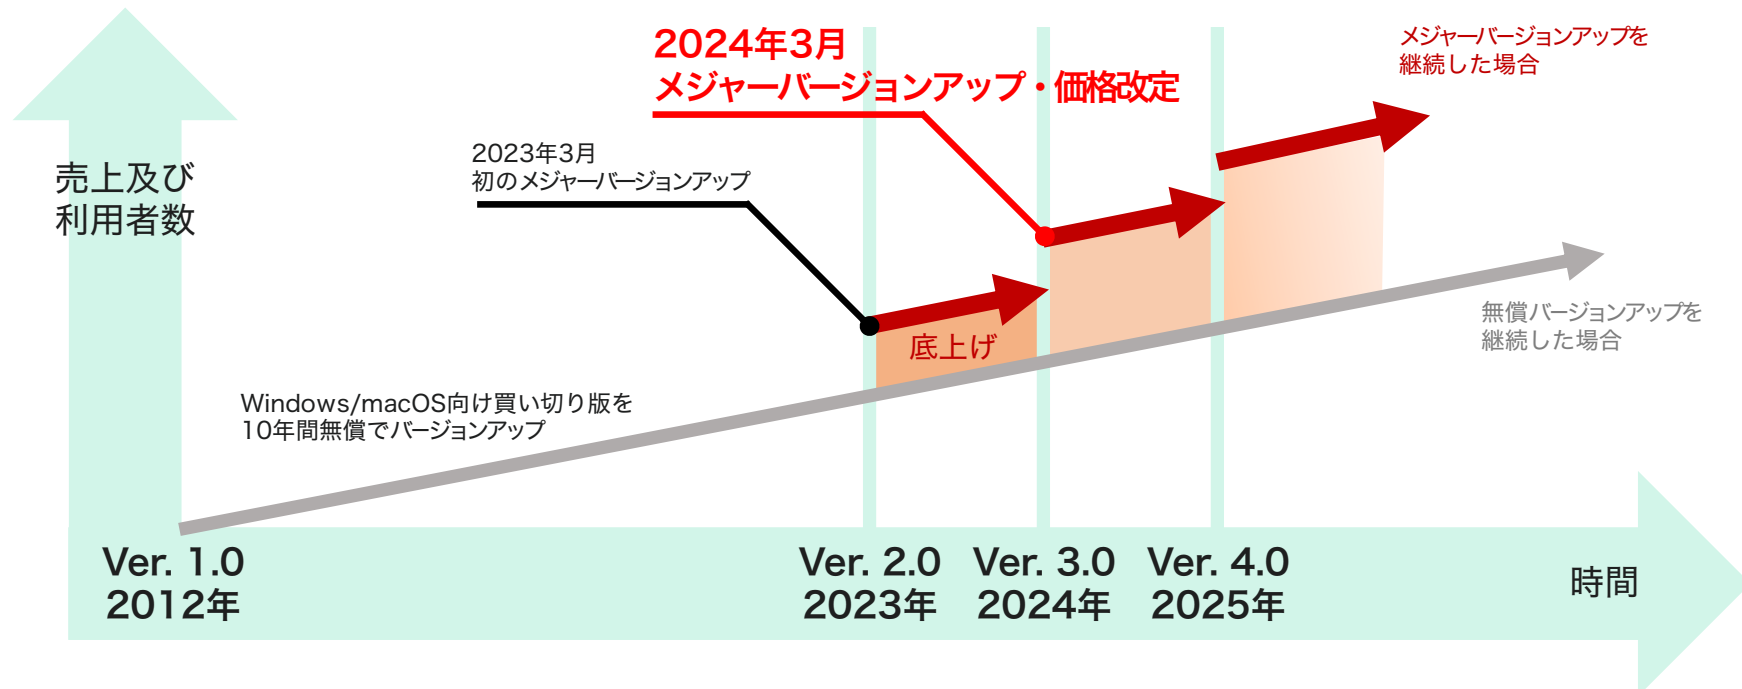 2024年3月
メジャーバージョンアップ・価格改定
メジャーバージョンアップを
継続した場合
2023年3月
初のメジャーバージョンアップ
売上及び
利用者数
底上げ
無償バージョンアップを
継続した場合
Windows/macOS向け買い切り版を
10年間無償でバージョンアップ
Ver. 1.0
2012年
Ver. 2.0
2023年
Ver. 3.0
2024年
Ver. 4.0
2025年
時間